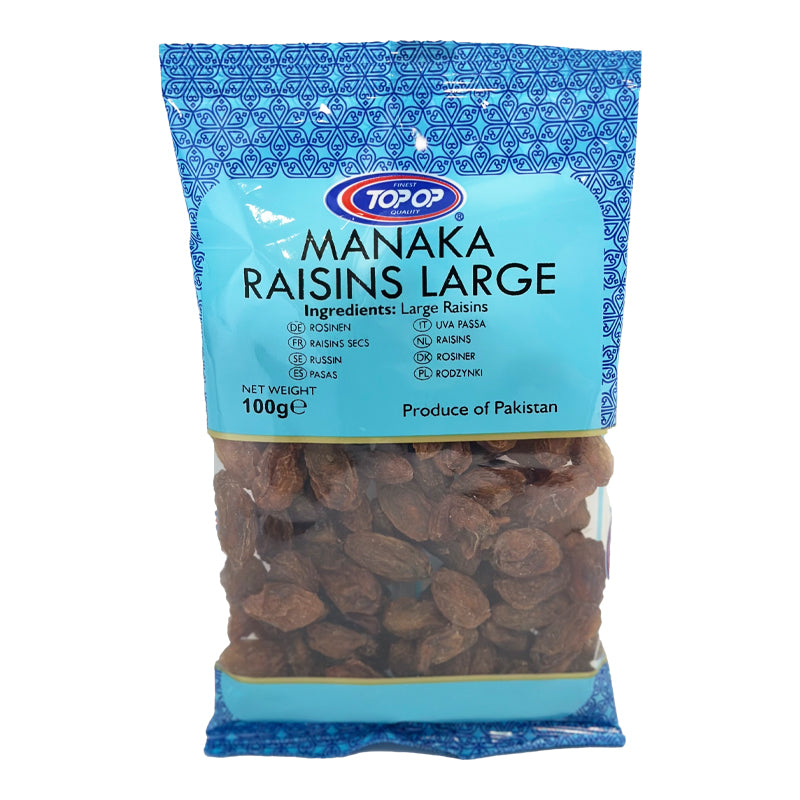 FINEST
TOP OP
QUALITY
®
MANAKA
RAISINS LARGE
Ingredients: Large Raisins
DE ROSINEN
FR RAISINS SECS
SE RUSSIN
ES PASAS
IT UVA PASSA
NL RAISINS
DK ROSINER
PL RODZYNKI
NET WEIGHT
100g℮
Produce of Pakistan